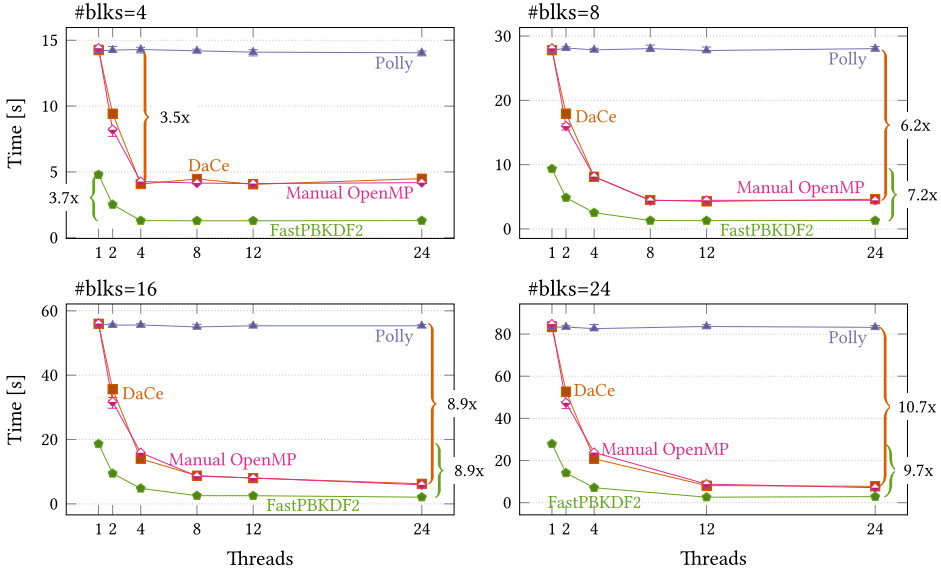 #blks=4
#blks=8
15
10
5
0
Time [s]
Polly
3.5x
DaCe
Manual OpenMP
3.7x
FastPBKDF2
1 2 4 8 12 24
30
20
10
0
Polly
DaCe
6.2x
Manual OpenMP
7.2x
FastPBKDF2
1 2 4 8 12 24
#blks=16
#blks=24
60
40
20
0
Time [s]
Polly
DaCe
8.9x
Manual OpenMP
8.9x
FastPBKDF2
1 2 4 8 12 24
Threads
80
60
40
20
0
Polly
DaCe
10.7x
Manual OpenMP
9.7x
FastPBKDF2
1 2 4 12 24
Threads